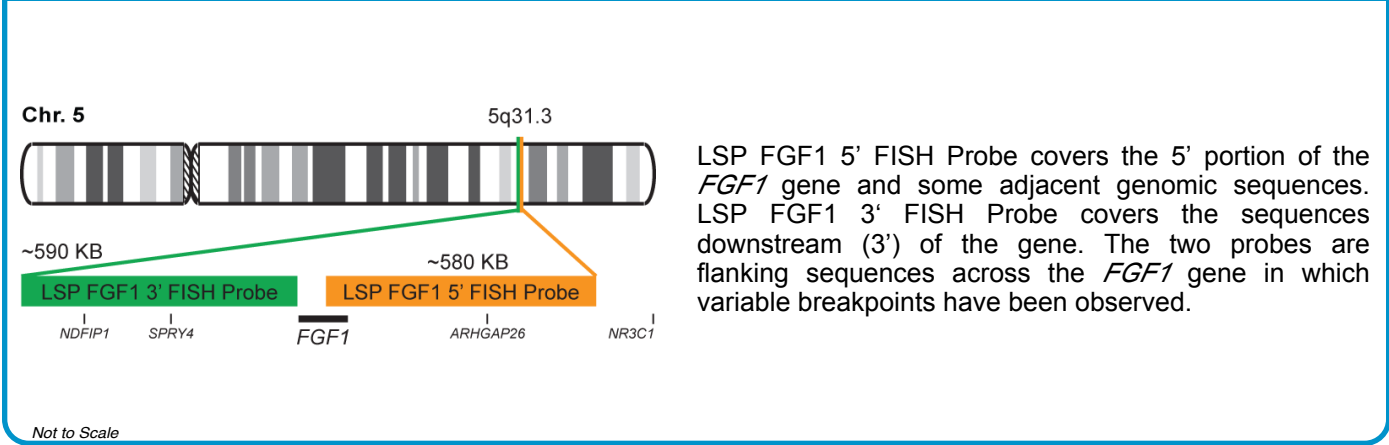 Chr. 5
5q31.3
~590 KB
~580 KB
LSP FGF1 3’ FISH Probe
LSP FGF1 5’ FISH Probe
NDFIP1
SPRY4
FGF1
ARHGAP26
NR3C1
LSP FGF1 5’ FISH Probe covers the 5’ portion of the
FGF1 gene and some adjacent genomic sequences.
LSP FGF1 3‘ FISH Probe covers the sequences
downstream (3’) of the gene. The two probes are
flanking sequences across the FGF1 gene in which
variable breakpoints have been observed.
Not to Scale